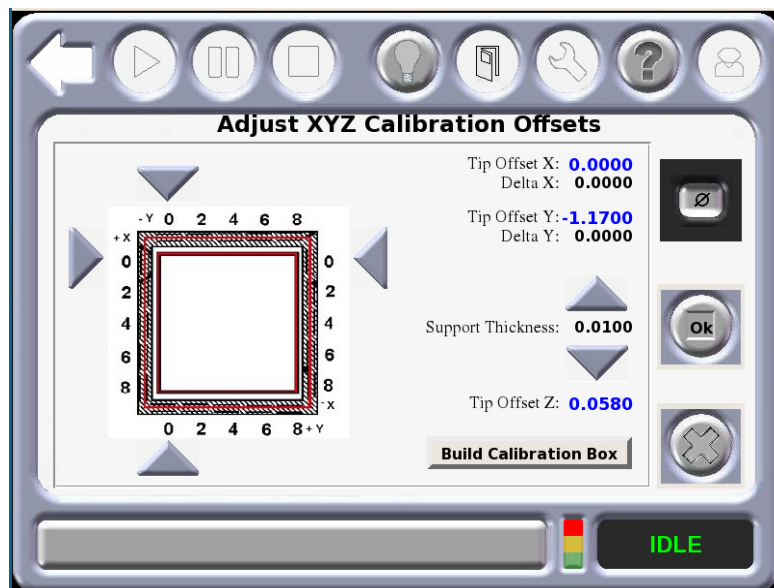 ?
Adjust XYZ Calibration Offsets
Tip Offset X: 0.0000
Delta X: 0.0000
Tip Offset Y:-1.1700
Delta Y: 0.0000
- Y 0 2 4 6 8
+ X
0 0
2 2
4 4
6 6
8 8
- X
0 2 4 6 8 + Y
Support Thickness: 0.0100
Ok
Tip Offset Z: 0.0580
Build Calibration Box
IDLE